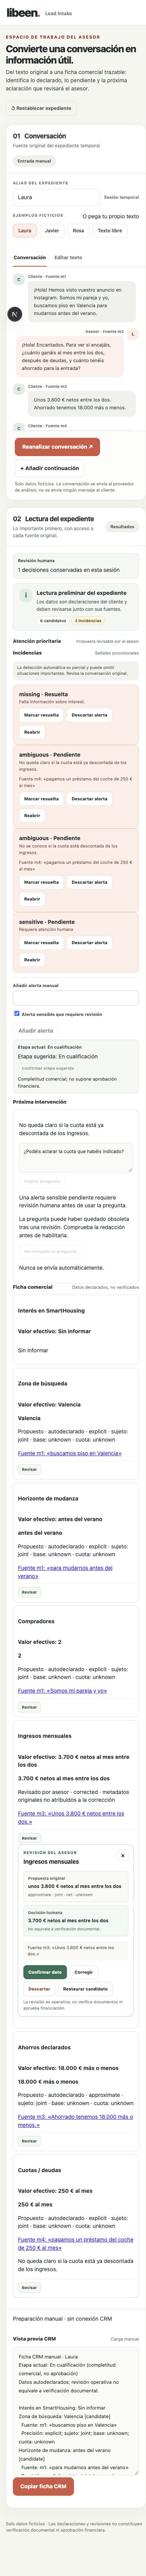 libeen. Lead Intake
ESPACIO DE TRABAJO DEL ASESOR
Convierte una conversación en
información útil.
Del texto original a una ficha comercial trazable:
identifica lo declarado, lo pendiente y la próxima
aclaración que revisará el asesor.
Restablecer expediente
01 Conversación
Fuente original del expediente temporal
Entrada manual
ALIAS DEL EXPEDIENTE
Laura
Sesión temporal
EJEMPLOS FICTICIOS
O pega tu propio texto
Laura
Javier
Rosa
Texto libre
Conversación
Editar texto
C
Cliente · Fuente m1
¡Hola! Hemos visto vuestro anuncio en
Instagram. Somos mi pareja y yo,
buscamos piso en Valencia para
mudarnos antes del verano.
N
Asesor · Fuente m2
L
¡Hola! Encantados. Para ver si encajáis,
¿cuánto ganáis al mes entre los dos,
después de deudas, y cuánto tenéis
ahorrado para la entrada?
C
Cliente · Fuente m3
Unos 3.800 € netos entre los dos.
Ahorrado tenemos 18.000 más o menos.
C
Cliente · Fuente m4
Reanalizar conversación ↗
+ Añadir continuación
Solo datos ficticios. La conversación se envía al proveedor
de análisis; no se envía ningún mensaje al cliente.
02 Lectura del expediente
Lo importante primero, con acceso a
cada fuente original.
Resultados
Revisión humana
1 decisiones conservadas en esta sesión
i
Lectura preliminar del expediente
Los datos son declaraciones del cliente y
deben revisarse junto con sus fuentes.
6 candidatos
4 incidencias
Atención prioritaria
Propuesta revisable por el asesor
Incidencias
Señales provisionales
La detección automática es parcial y puede omitir
situaciones importantes. Revisa la conversación original.
missing · Resuelta
Falta información sobre interés.
Marcar resuelta
Descartar alerta
Reabrir
ambiguous · Pendiente
No queda claro si la cuota está ya descontada de los
ingresos.
Fuente m4: «pagamos un préstamo del coche de 250 €
al mes»
Marcar resuelta
Descartar alerta
Reabrir
ambiguous · Pendiente
No se conoce si la cuota está descontada de los
ingresos.
Fuente m4: «pagamos un préstamo del coche de 250 €
al mes»
Marcar resuelta
Descartar alerta
Reabrir
sensitive · Pendiente
Requiere atención humana
Marcar resuelta
Descartar alerta
Reabrir
Añadir alerta manual
Alerta sensible que requiere revisión
Añadir alerta
Etapa actual: En cualificación
Etapa sugerida: En cualificación
Confirmar etapa sugerida
Completitud comercial; no supone aprobación
financiera.
Próxima intervención
No queda claro si la cuota está ya
descontada de los ingresos.
¿Podéis aclarar la cuota que habéis indicado?
Copiar pregunta
Una alerta sensible pendiente requiere
revisión humana antes de usar la pregunta.
La pregunta puede haber quedado obsoleta
tras una revisión. Comprueba la redacción
antes de habilitarla.
He revisado la pregunta
Nunca se envía automáticamente.
Ficha comercial
Datos declarados, no verificados
Interés en SmartHousing
Valor efectivo: Sin informar
Sin informar
Zona de búsqueda
Valor efectivo: Valencia
Valencia
Propuesto · autodeclarado · explicit · sujeto:
joint · base: unknown · cuota: unknown
Fuente m1: «buscamos piso en Valencia»
Revisar
Horizonte de mudanza
Valor efectivo: antes del verano
antes del verano
Propuesto · autodeclarado · explicit · sujeto:
joint · base: unknown · cuota: unknown
Fuente m1: «para mudarnos antes del
verano»
Revisar
Compradores
Valor efectivo: 2
2
Propuesto · autodeclarado · explicit · sujeto:
joint · base: unknown · cuota: unknown
Fuente m1: «Somos mi pareja y yo»
Revisar
Ingresos mensuales
Valor efectivo: 3.700 € netos al mes entre
los dos
3.700 € netos al mes entre los dos
Revisado por asesor · corrected · metadatos
originales no atribuidos a la corrección
Fuente m3: «Unos 3.800 € netos entre los
dos.»
Revisar
REVISIÓN DEL ASESOR
Ingresos mensuales
×
Propuesta original
unos 3.800 € netos al mes entre los dos
approximate · joint · net · unknown
Decisión humana
3.700 € netos al mes entre los dos
No equivale a verificación documental.
Fuente m3: «Unos 3.800 € netos entre los
dos.»
Confirmar dato
Corregir
Descartar
Restaurar candidato
La revisión es operativa; no verifica documentos ni
aprueba financiación.
Ahorros declarados
Valor efectivo: 18.000 € más o menos
18.000 € más o menos
Propuesto · autodeclarado · approximate ·
sujeto: joint · base: unknown · cuota: unknown
Fuente m3: «Ahorrado tenemos 18.000 más o
menos.»
Revisar
Cuotas / deudas
Valor efectivo: 250 € al mes
250 € al mes
Propuesto · autodeclarado · explicit · sujeto:
joint · base: unknown · cuota: unknown
Fuente m4: «pagamos un préstamo del coche
de 250 € al mes»
No queda claro si la cuota está ya descontada
de los ingresos.
Revisar
Preparación manual · sin conexión CRM
Vista previa CRM
Carga manual
Ficha CRM manual · Laura
Etapa actual: En cualificación (completitud
comercial, no aprobación)
Datos autodeclarados; revisión operativa no
equivale a verificación documental.
Interés en SmartHousing: Sin informar
Zona de búsqueda: Valencia [candidate]
Fuente m1: «buscamos piso en Valencia»
Precisión: explicit; sujeto: joint; base: unknown;
cuota: unknown
Horizonte de mudanza: antes del verano
[candidate]
Fuente m1: «para mudarnos antes del verano»
Copiar ficha CRM
Solo datos ficticios · Las declaraciones y revisiones no constituyen
verificación documental ni aprobación financiera.